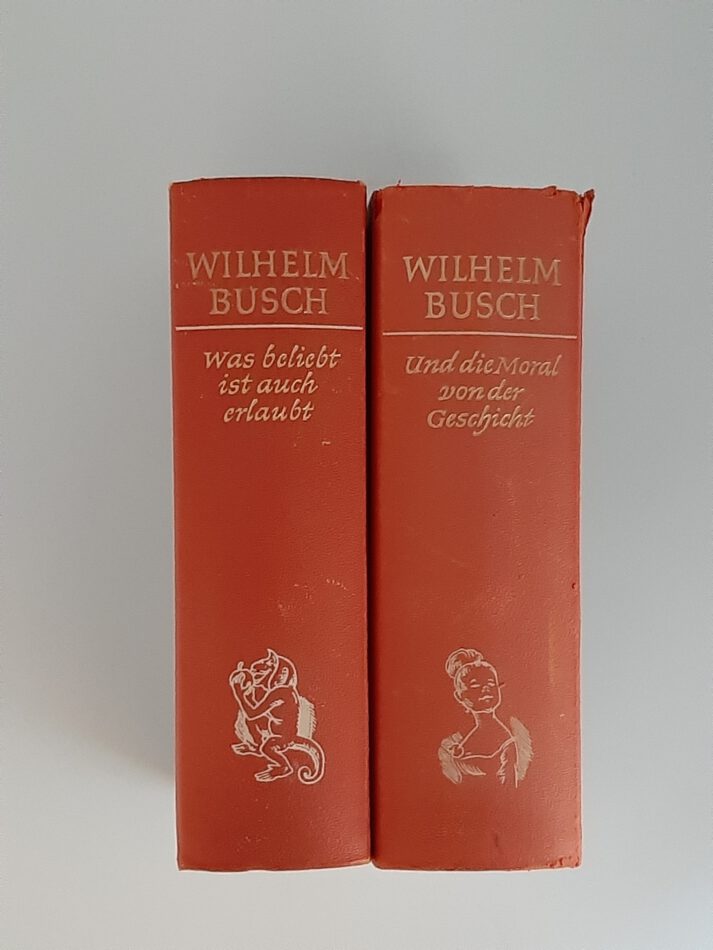 WILHELM
BUSCH
Was beliebt
ist auch
erlaubt
WILHELM
BUSCH
Und die Moral
von der
Geschicht